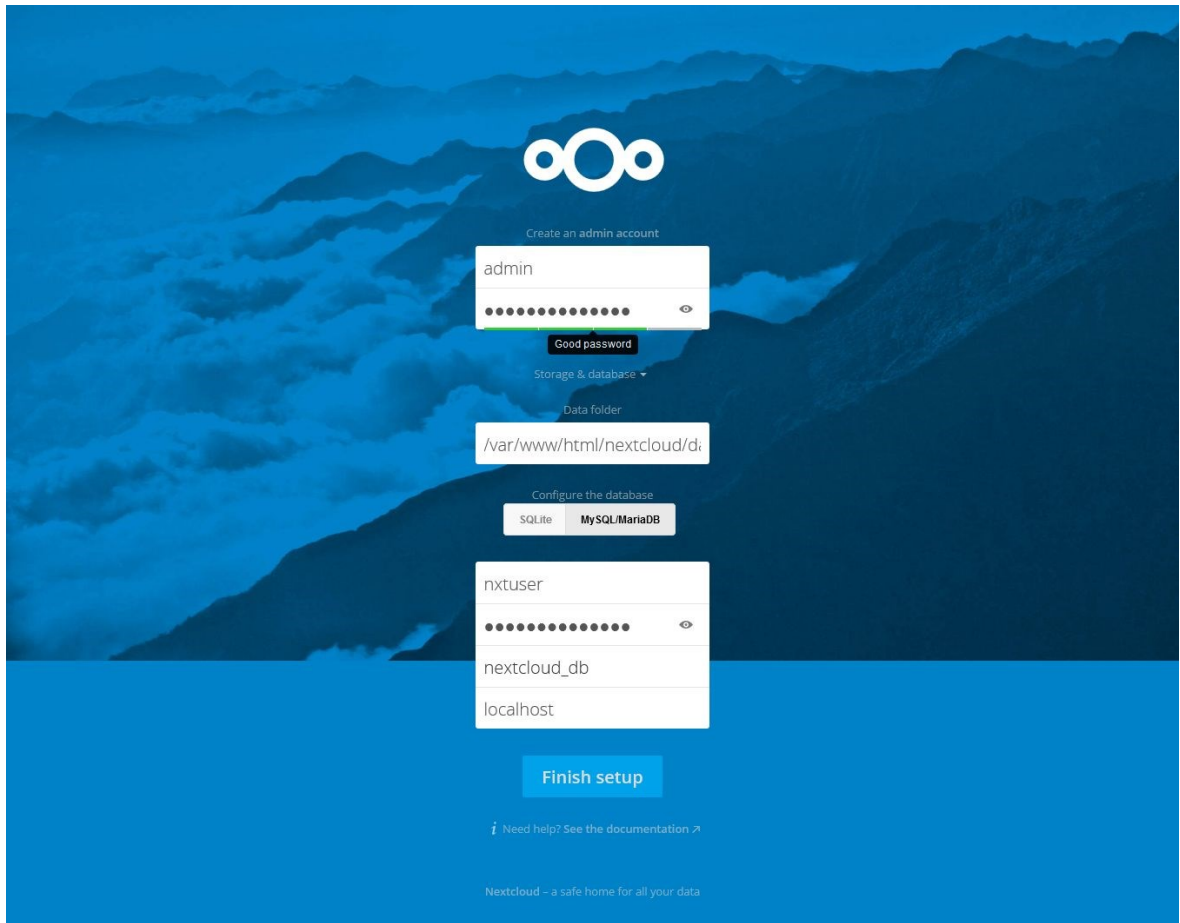 Create an admin account
admin
●●●●●●●●●●●●●●
Good password
Storage & database
Data folder
/var/www/html/nextcloud/da
Configure the database
SQLite MySQL/MariaDB
nxtuser
●●●●●●●●●●●●●●
nextcloud_db
localhost
Finish setup
i Need help? See the documentation ↗
Nextcloud – a safe home for all your data